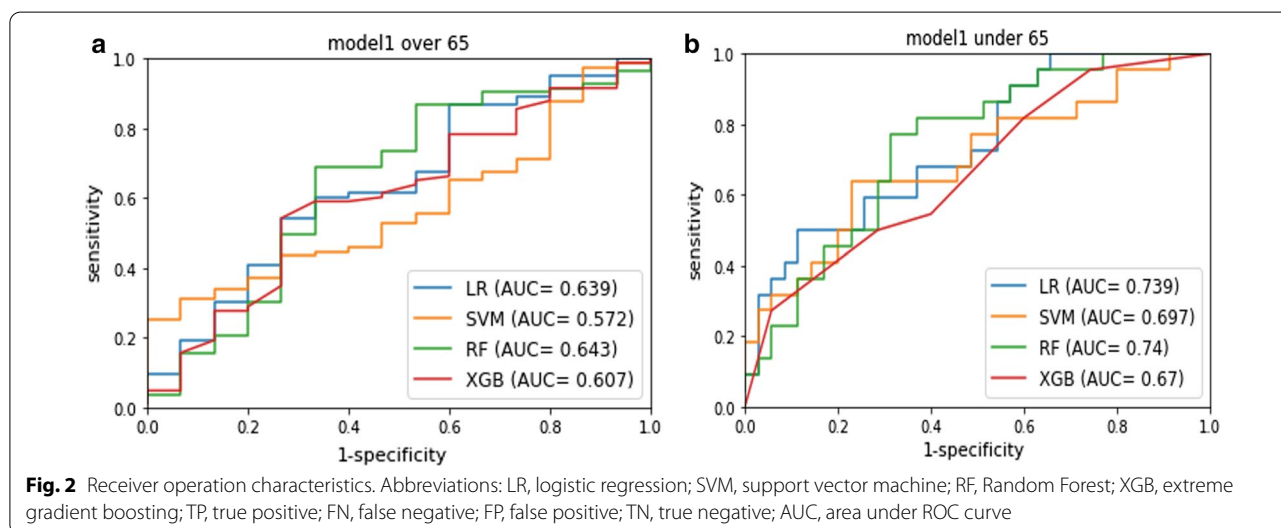 a
model1 over 65
1.0
0.8
0.6
0.4
0.2
0.0
sensitivity
0.0 0.2 0.4 0.6 0.8 1.0
1-specificity
LR (AUC= 0.639)
SVM (AUC= 0.572)
RF (AUC= 0.643)
XGB (AUC= 0.607)
b
model1 under 65
1.0
0.8
0.6
0.4
0.2
0.0
sensitivity
0.0 0.2 0.4 0.6 0.8 1.0
1-specificity
LR (AUC= 0.739)
SVM (AUC= 0.697)
RF (AUC= 0.74)
XGB (AUC= 0.67)
Fig. 2 Receiver operation characteristics. Abbreviations: LR, logistic regression; SVM, support vector machine; RF, Random Forest; XGB, extreme
gradient boosting; TP, true positive; FN, false negative; FP, false positive; TN, true negative; AUC, area under ROC curve